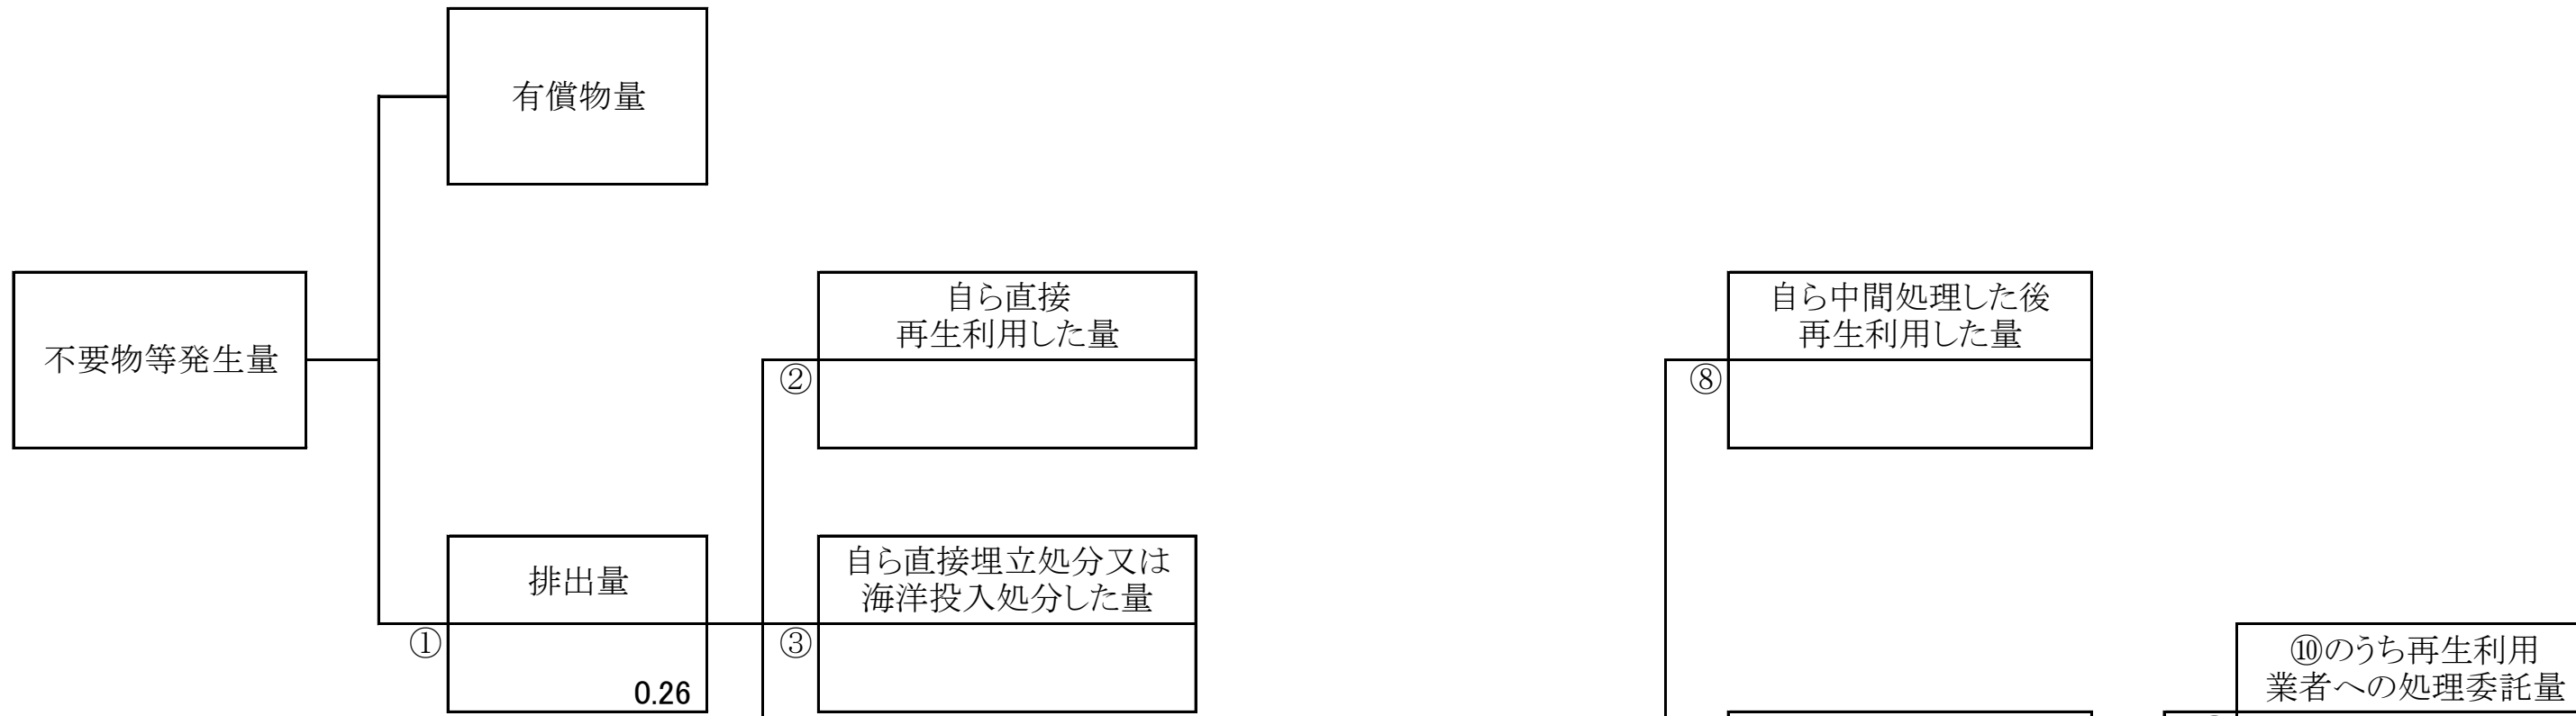 有償物量
不要物等発生量
自ら直接
再生利用した量
②
自ら中間処理した後
再生利用した量
⑧
排出量
①
0.26
自ら直接埋立処分又は
海洋投入処分した量
③
⑩のうち再生利用
業者への処理委託量